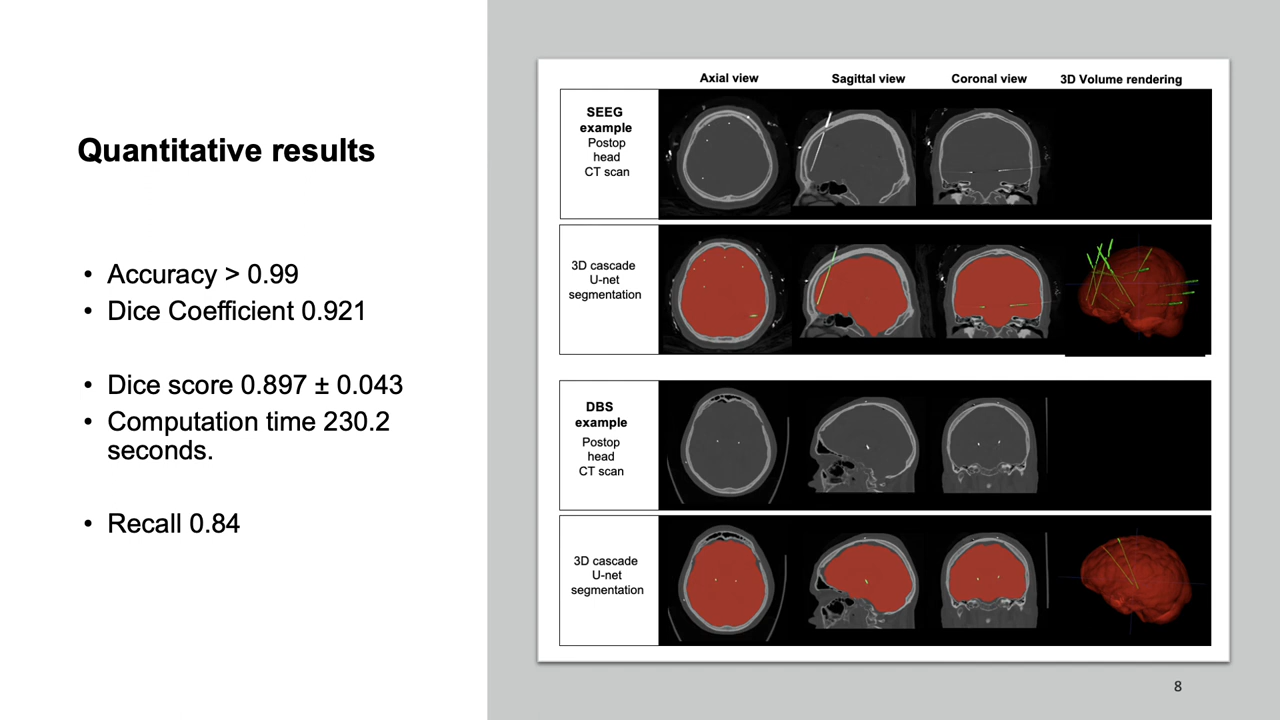 Quantitative results
• Accuracy > 0.99
• Dice Coefficient 0.921
• Dice score 0.897 ± 0.043
• Computation time 230.2
seconds.
• Recall 0.84
Axial view Sagittal view Coronal view 3D Volume rendering
SEEG
example
Postop
head
CT scan
3D cascade
U-net
segmentation
DBS
example
Postop
head
CT scan
3D cascade
U-net
segmentation
8